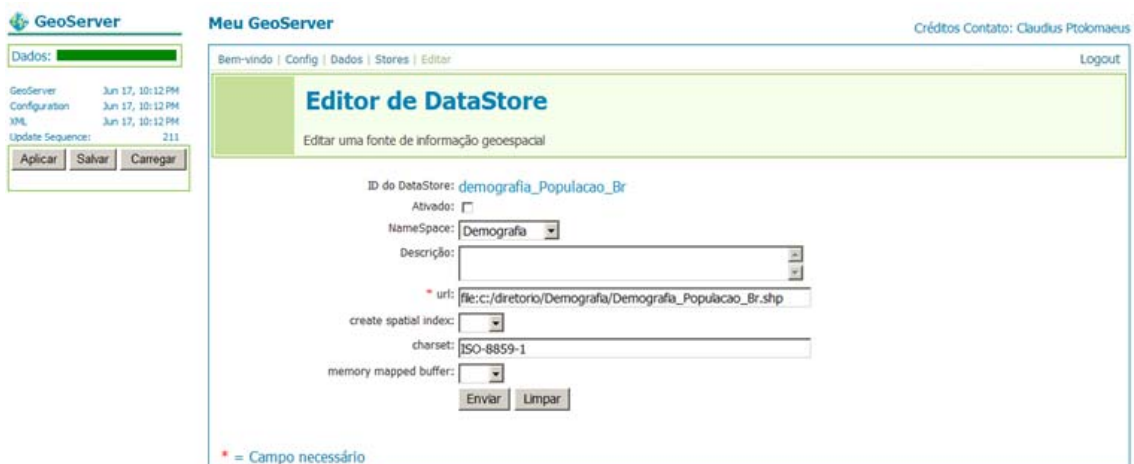 GeoServer
Dados:
GeoServer Jun 17, 10:12 PM
Configuration Jun 17, 10:12 PM
XML Jun 17, 10:12 PM
Update Sequence: 211
Aplicar Salvar Carregar
Meu GeoServer
Créditos Contato: Claudius Ptolomaeus
Bem-vindo | Config | Dados | Stores | Editar
Logout
Editor de DataStore
Editar uma fonte de informação geoespacial
ID do DataStore: demografia_Populacao_Br
Ativado:
NameSpace: Demografia
Descrição:
* url: file:c:/diretorio/Demografia/Demografia_Populacao_Br.shp
create spatial index:
charset: ISO-8859-1
memory mapped buffer:
Enviar Limpar
* = Campo necessário